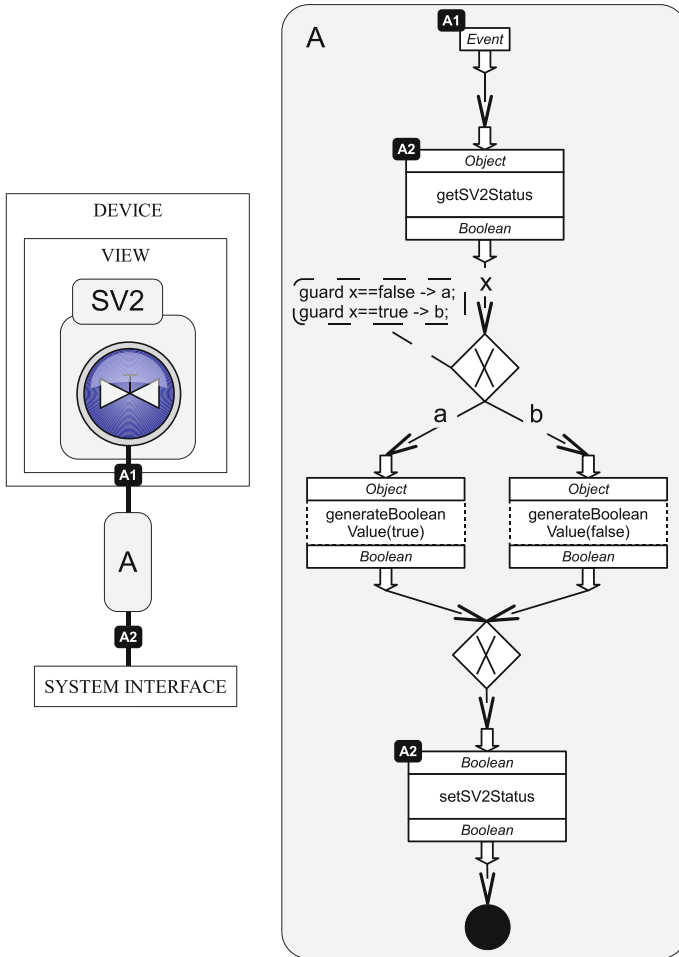 DEVICE
VIEW
SV2
A1
A
A2
SYSTEM INTERFACE
A
A1
Event
A2
Object
getSV2Status
Boolean
x
guard x==false -> a;
guard x==true -> b;
a
b
Object
generateBoolean
Value(true)
Boolean
Object
generateBoolean
Value(false)
Boolean
A2
Boolean
setSV2Status
Boolean